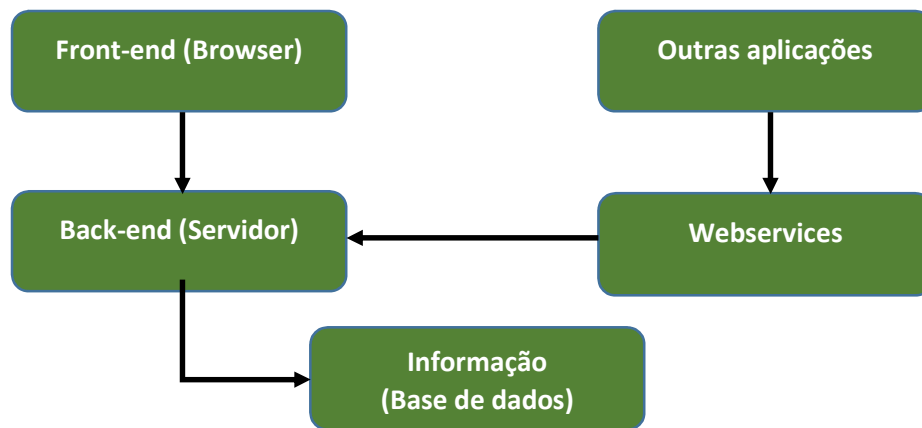 Front-end (Browser)
Outras aplicações
Back-end (Servidor)
Webservices
Informação
(Base de dados)